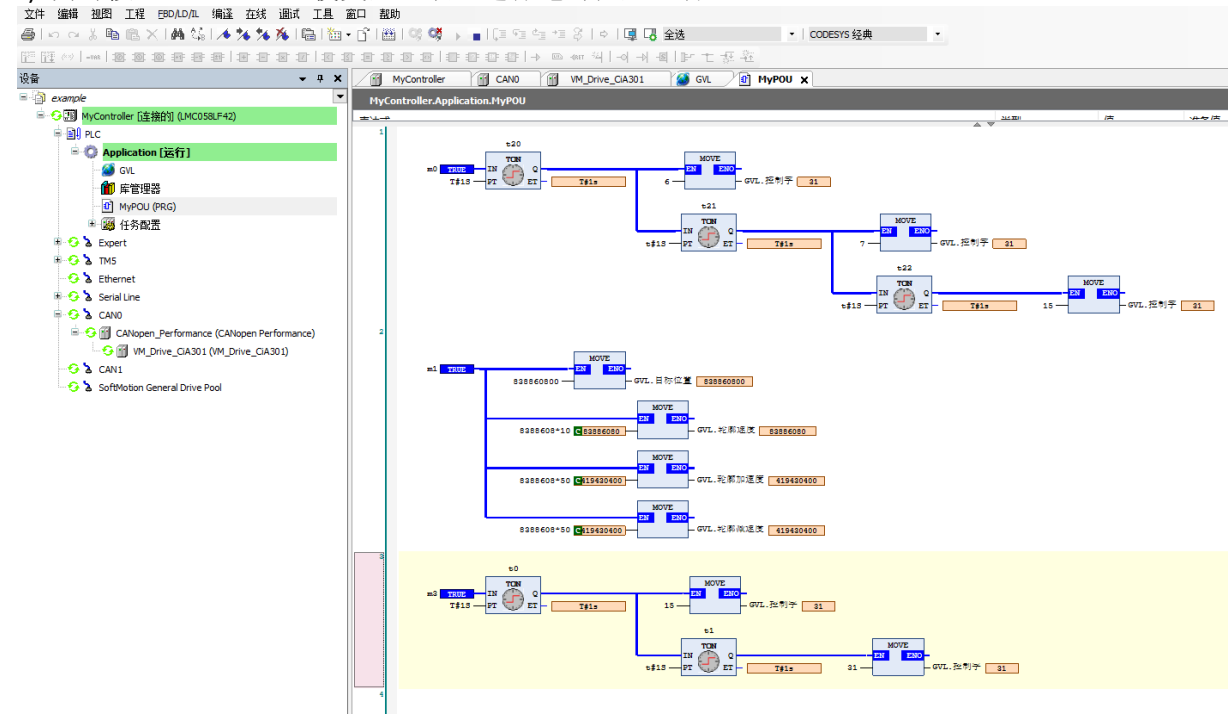 文件 编辑 视图 工程 FBD/LD/IL 编译 在线 调试 工具 窗口 帮助
全选 CODESYS 经典
设备
MyController CAN0 VM_Drive_CiA301 GVL MyPOU
MyController.Application.MyPOU
example
MyController [连接的] (LMC058LF42)
PLC
Application [运行]
GVL
库管理器
MyPOU (PRG)
任务配置
Expert
TM5
Ethernet
Serial Line
CAN0
CANopen_Performance (CANopen Performance)
VM_Drive_CiA301 (VM_Drive_CiA301)
CAN1
SoftMotion General Drive Pool
1
t20
TON MOVE
m0 TRUE IN Q EN ENO
T#1S PT ET T#1s 6 GVL.控制字 31
t21
TON MOVE
IN Q EN ENO
t#1S PT ET T#1s 7 GVL.控制字 31
t22
TON MOVE
IN Q EN ENO
t#1S PT ET T#1s 15 GVL.控制字 31
2
MOVE
m1 TRUE EN ENO
838860800 GVL.目标位置 838860800
MOVE
EN ENO
8388608*10 C 83886080 GVL.轮廓速度 83886080
MOVE
EN ENO
8388608*50 C 419430400 GVL.轮廓加速度 419430400
MOVE
EN ENO
8388608*50 C 419430400 GVL.轮廓减速度 419430400
3
t0
TON MOVE
m3 TRUE IN Q EN ENO
T#1S PT ET T#1s 15 GVL.控制字 31
t1
TON MOVE
IN Q EN ENO
t#1S PT ET T#1s 31 GVL.控制字 31
4